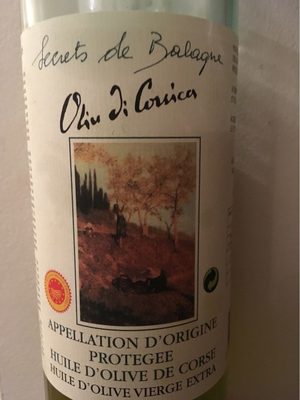 Secrets de Balagne
Oliu di Corsica
APPELLATION D'ORIGINE
PROTEGEE
HUILE D'OLIVE DE CORSE
HUILE D'OLIVE VIERGE EXTRA